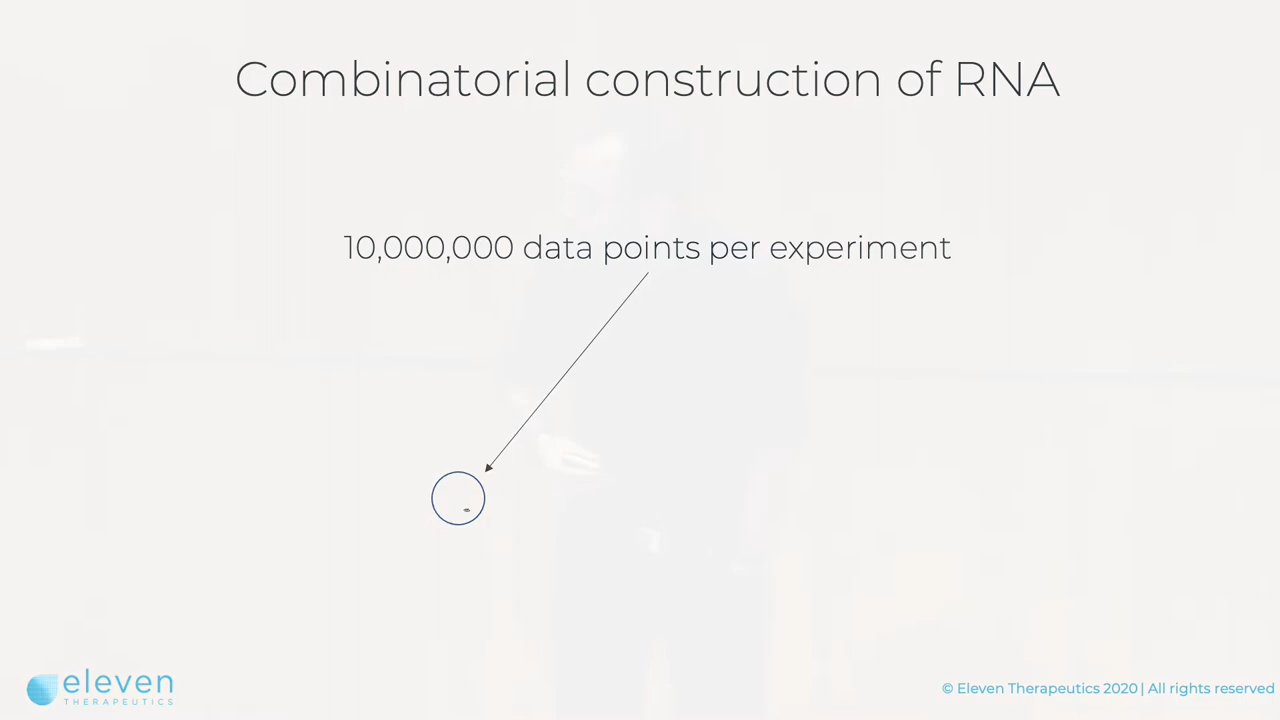 Combinatorial construction of RNA
10,000,000 data points per experiment
eleven
THERAPEUTICS
© Eleven Therapeutics 2020 | All rights reserved